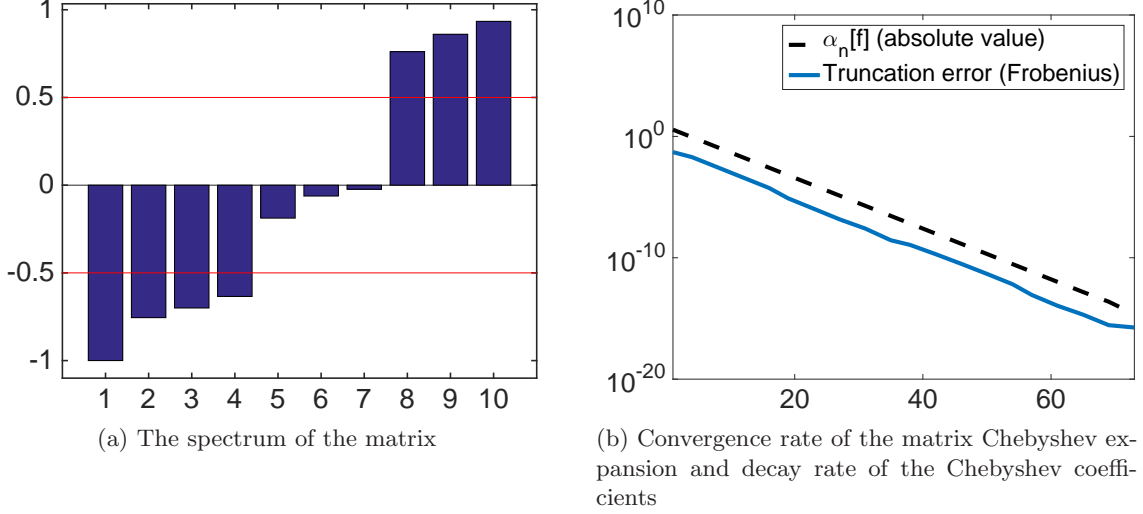 1
0.5
0
-0.5
-1
1 2 3 4 5 6 7 8 9 10
(a) The spectrum of the matrix
10^10
10^0
10^-10
10^-20
α_n[f] (absolute value)
Truncation error (Frobenius)
20 40 60
(b) Convergence rate of the matrix Chebyshev ex-
pansion and decay rate of the Chebyshev coeffi-
cients